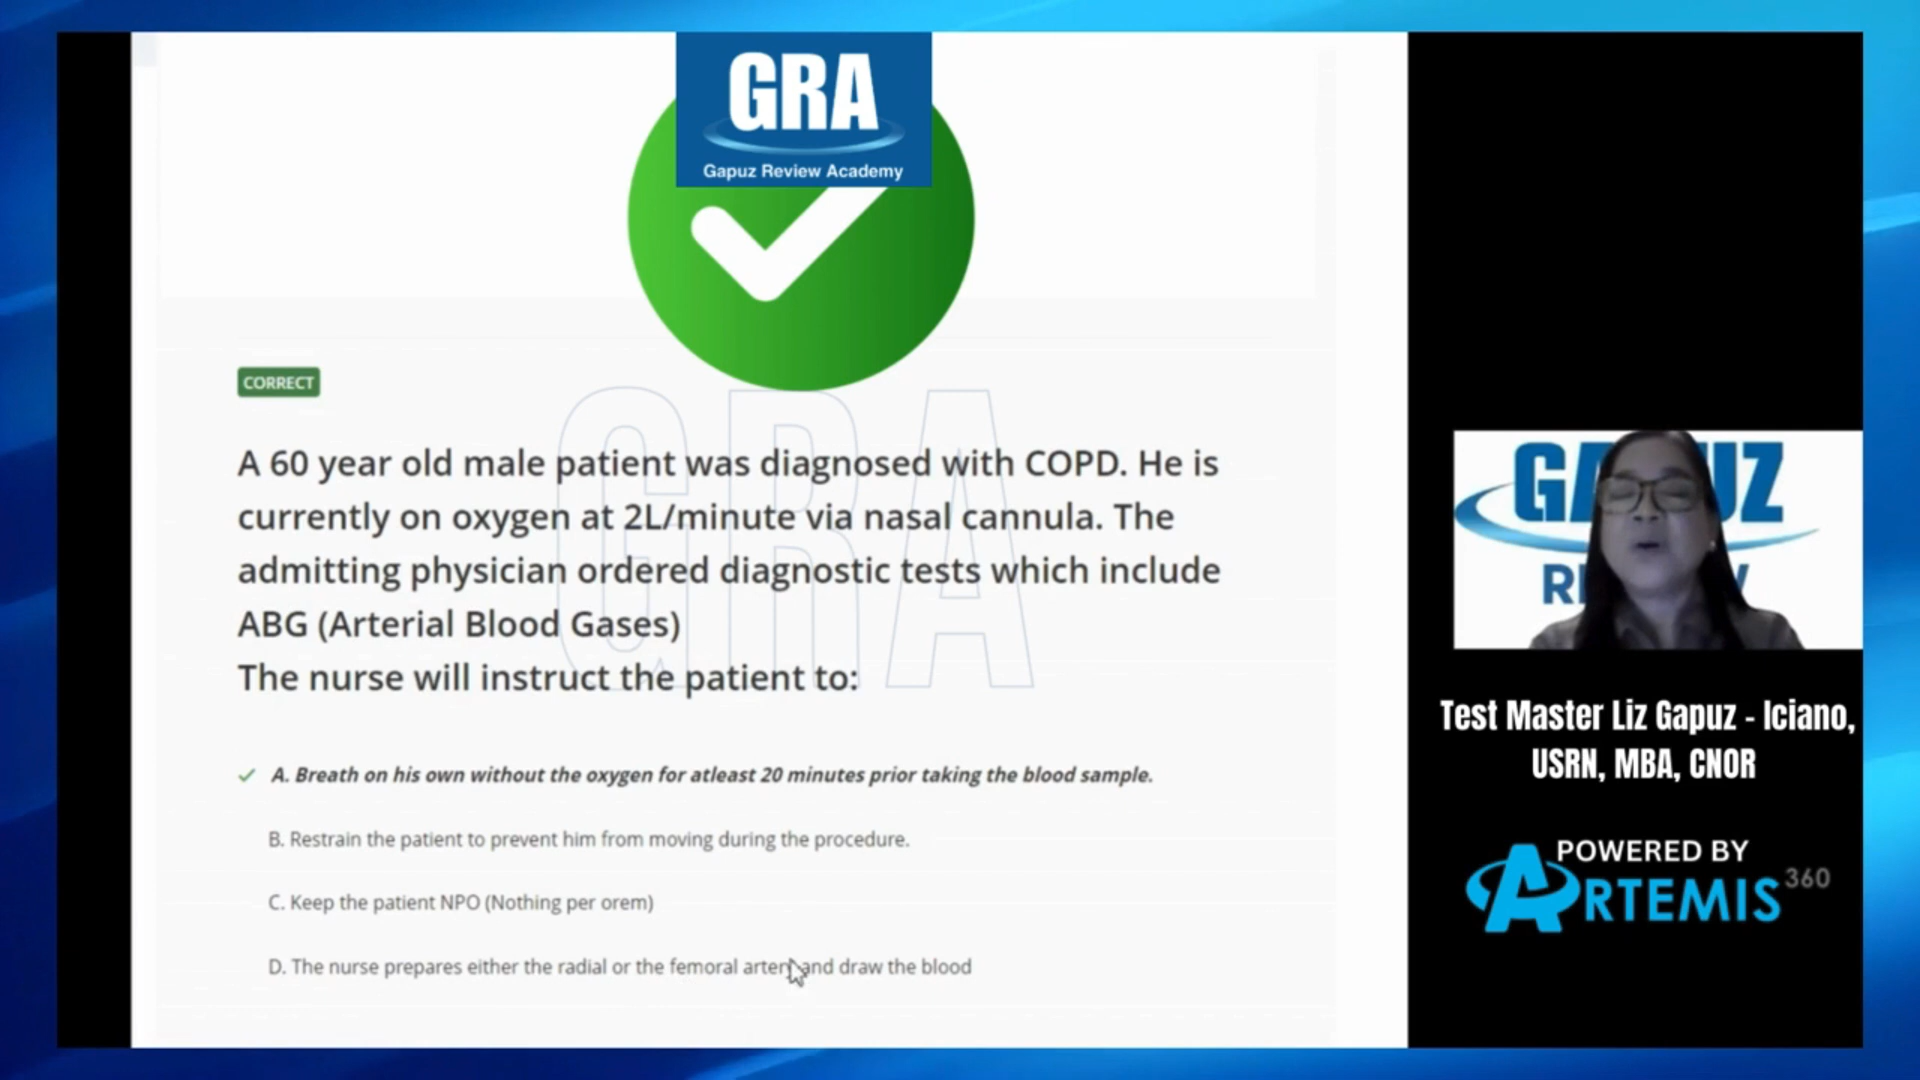 GRA
Gapuz Review Academy
CORRECT
GRA
A 60 year old male patient was diagnosed with COPD. He is
currently on oxygen at 2L/minute via nasal cannula. The
admitting physician ordered diagnostic tests which include
ABG (Arterial Blood Gases)
The nurse will instruct the patient to:
A. Breath on his own without the oxygen for atleast 20 minutes prior taking the blood sample.
B. Restrain the patient to prevent him from moving during the procedure.
C. Keep the patient NPO (Nothing per orem)
D. The nurse prepares either the radial or the femoral artery and draw the blood
Test Master Liz Gapuz - Iciano,
USRN, MBA, CNOR
POWERED BY
ARTEMIS 360